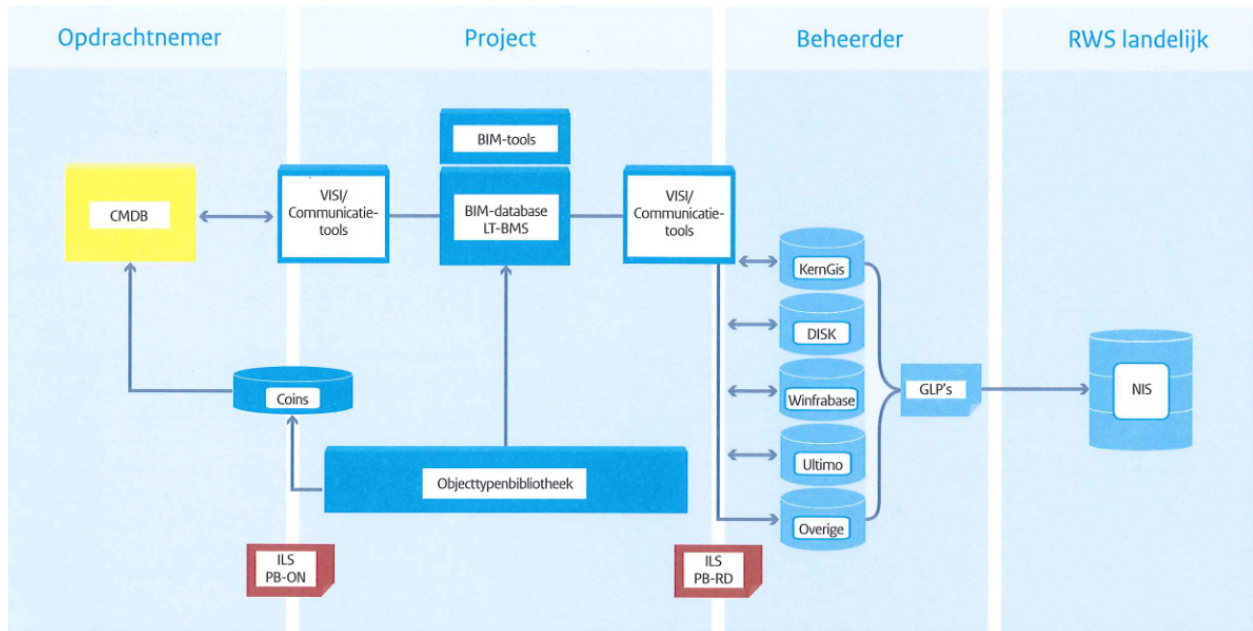 Opdrachtnemer
Project
Beheerder
RWS landelijk
BIM-tools
CMDB
VISI/
Communicatie-
tools
BIM-database
LT-BMS
VISI/
Communicatie-
tools
KernGis
DISK
Winfrabase
Ultimo
Overige
GLP's
NIS
Coins
Objecttypenbibliotheek
ILS
PB-ON
ILS
PB-RD